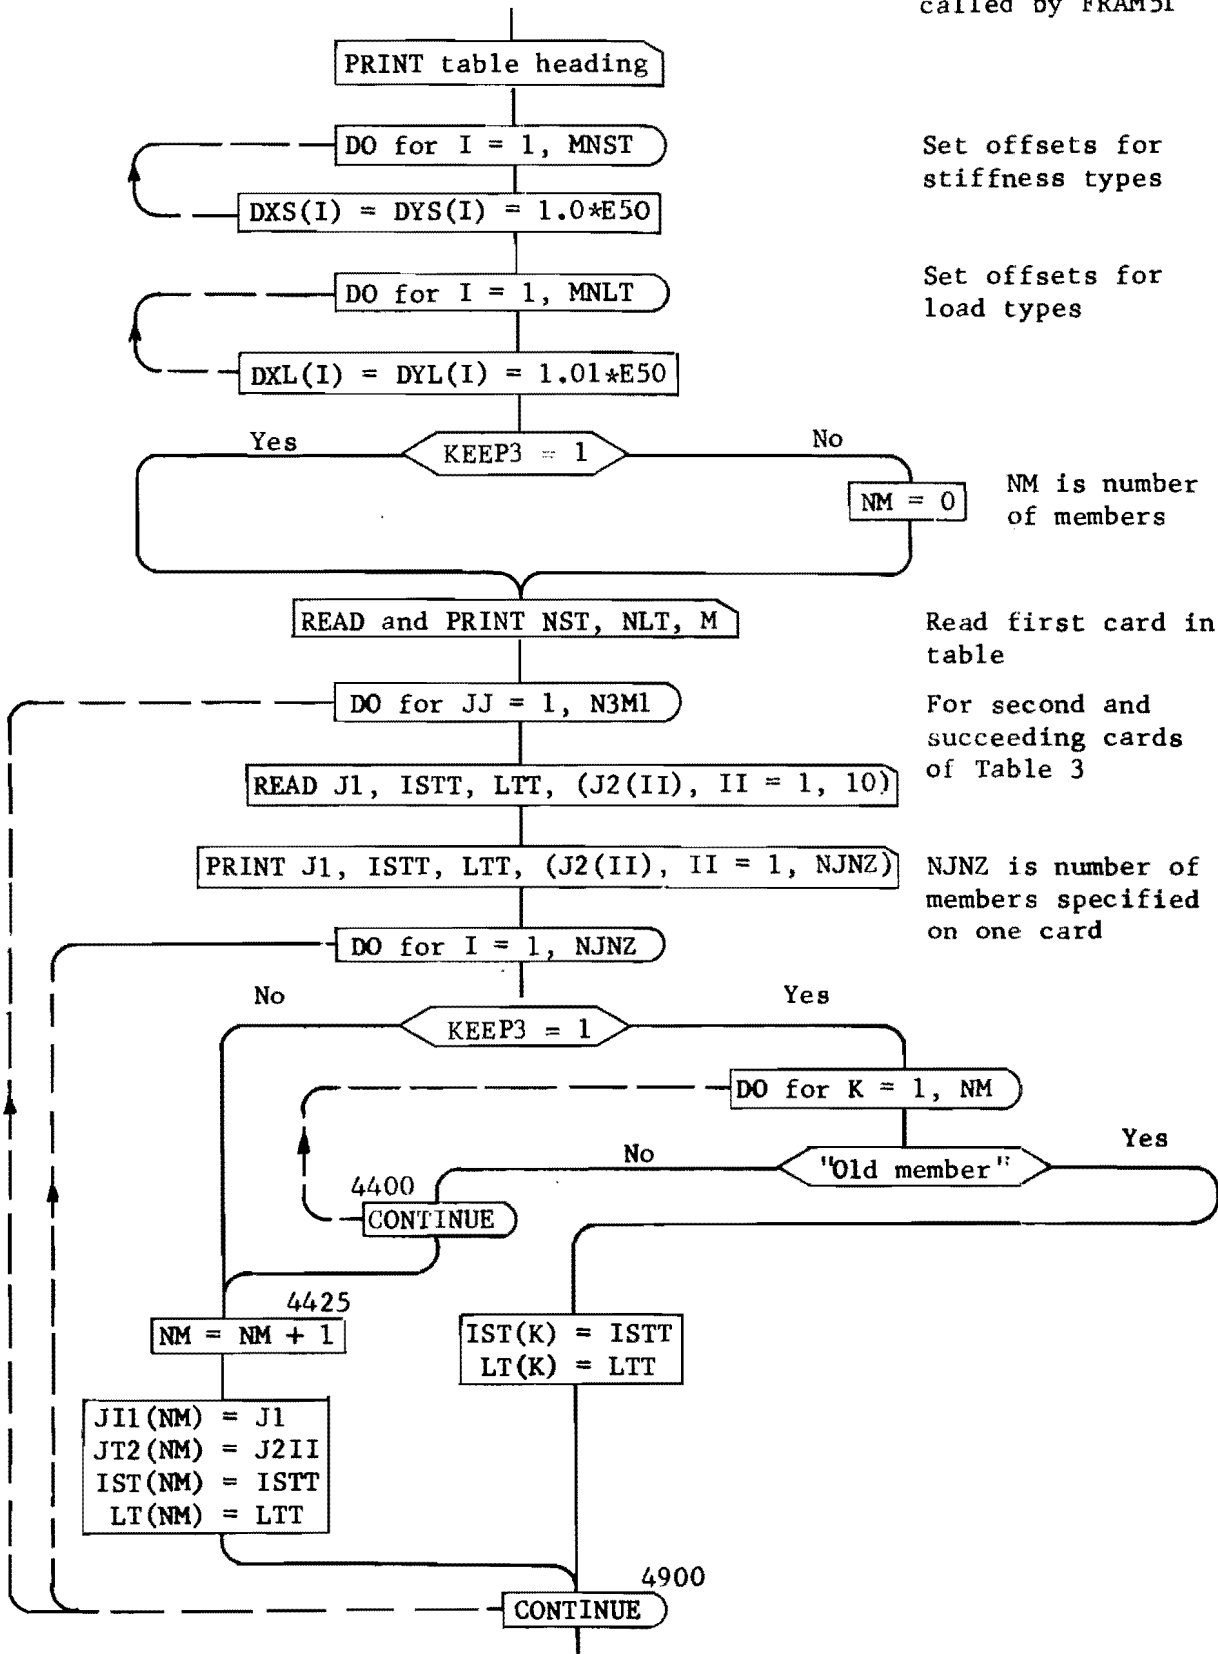 called by FRAM51
PRINT table heading
DO for I = 1, MNST
Set offsets for
stiffness types
DXS(I) = DYS(I) = 1.0*E50
DO for I = 1, MNLT
Set offsets for
load types
DXL(I) = DYL(I) = 1.01*E50
Yes
KEEP3 = 1
No
NM = 0
NM is number
of members
READ and PRINT NST, NLT, M
Read first card in
table
DO for JJ = 1, N3M1
For second and
succeeding cards
of Table 3
READ J1, ISTT, LTT, (J2(II), II = 1, 10)
PRINT J1, ISTT, LTT, (J2(II), II = 1, NJNZ)
NJNZ is number of
members specified
on one card
DO for I = 1, NJNZ
No
KEEP3 = 1
Yes
DO for K = 1, NM
No
"Old member"
Yes
4400
CONTINUE
4425
NM = NM + 1
IST(K) = ISTT
LT(K) = LTT
JI1(NM) = J1
JT2(NM) = J2II
IST(NM) = ISTT
LT(NM) = LTT
4900
CONTINUE